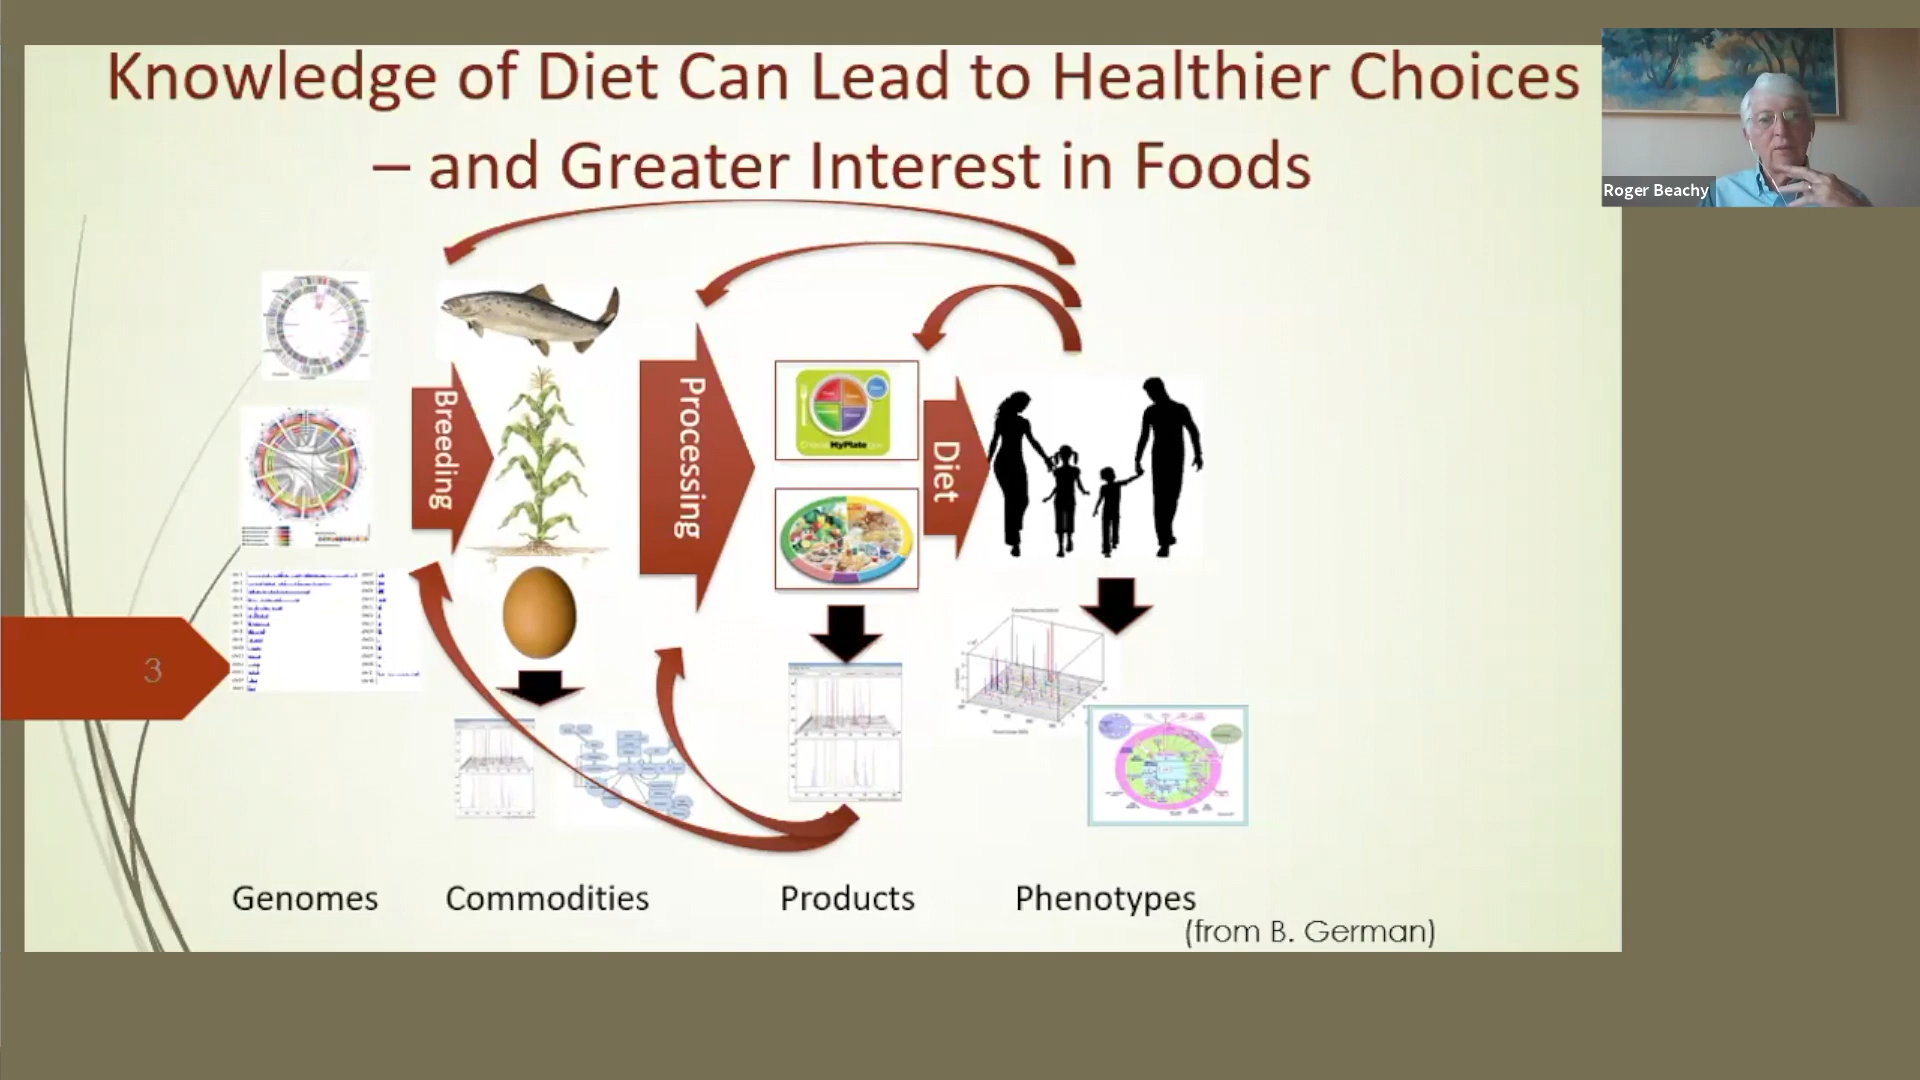 Knowledge of Diet Can Lead to Healthier Choices
– and Greater Interest in Foods
Roger Beachy
Breeding
Processing
MyPlate
Diet
3
Genomes
Commodities
Products
Phenotypes
(from B. German)